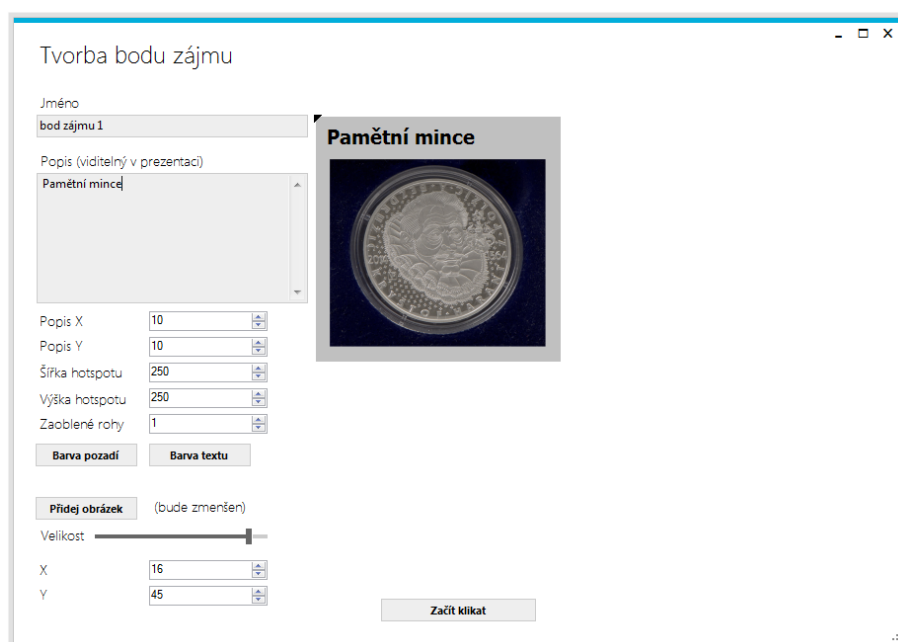 Tvorba bodu zájmu
Jméno
bod zájmu 1
Popis (viditelný v prezentaci)
Pamětní mince
Popis X
10
Popis Y
10
Šířka hotspotu
250
Výška hotspotu
250
Zaoblené rohy
1
Barva pozadí
Barva textu
Přidej obrázek
(bude zmenšen)
Velikost
X
16
Y
45
Pamětní mince
Začít klikat